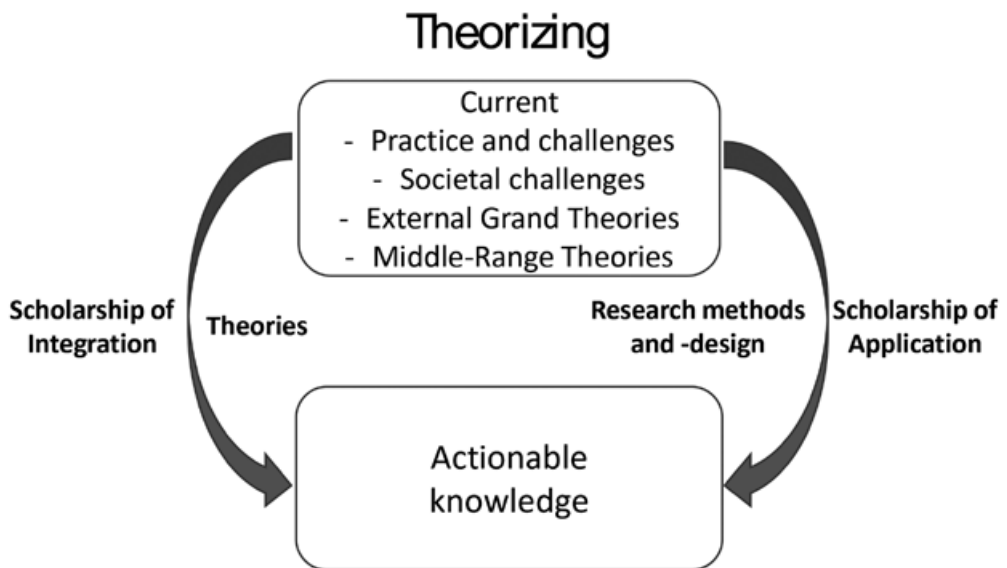 Theorizing
Current
- Practice and challenges
- Societal challenges
- External Grand Theories
- Middle-Range Theories
Scholarship of
Integration
Theories
Research methods
and -design
Scholarship of
Application
Actionable
knowledge